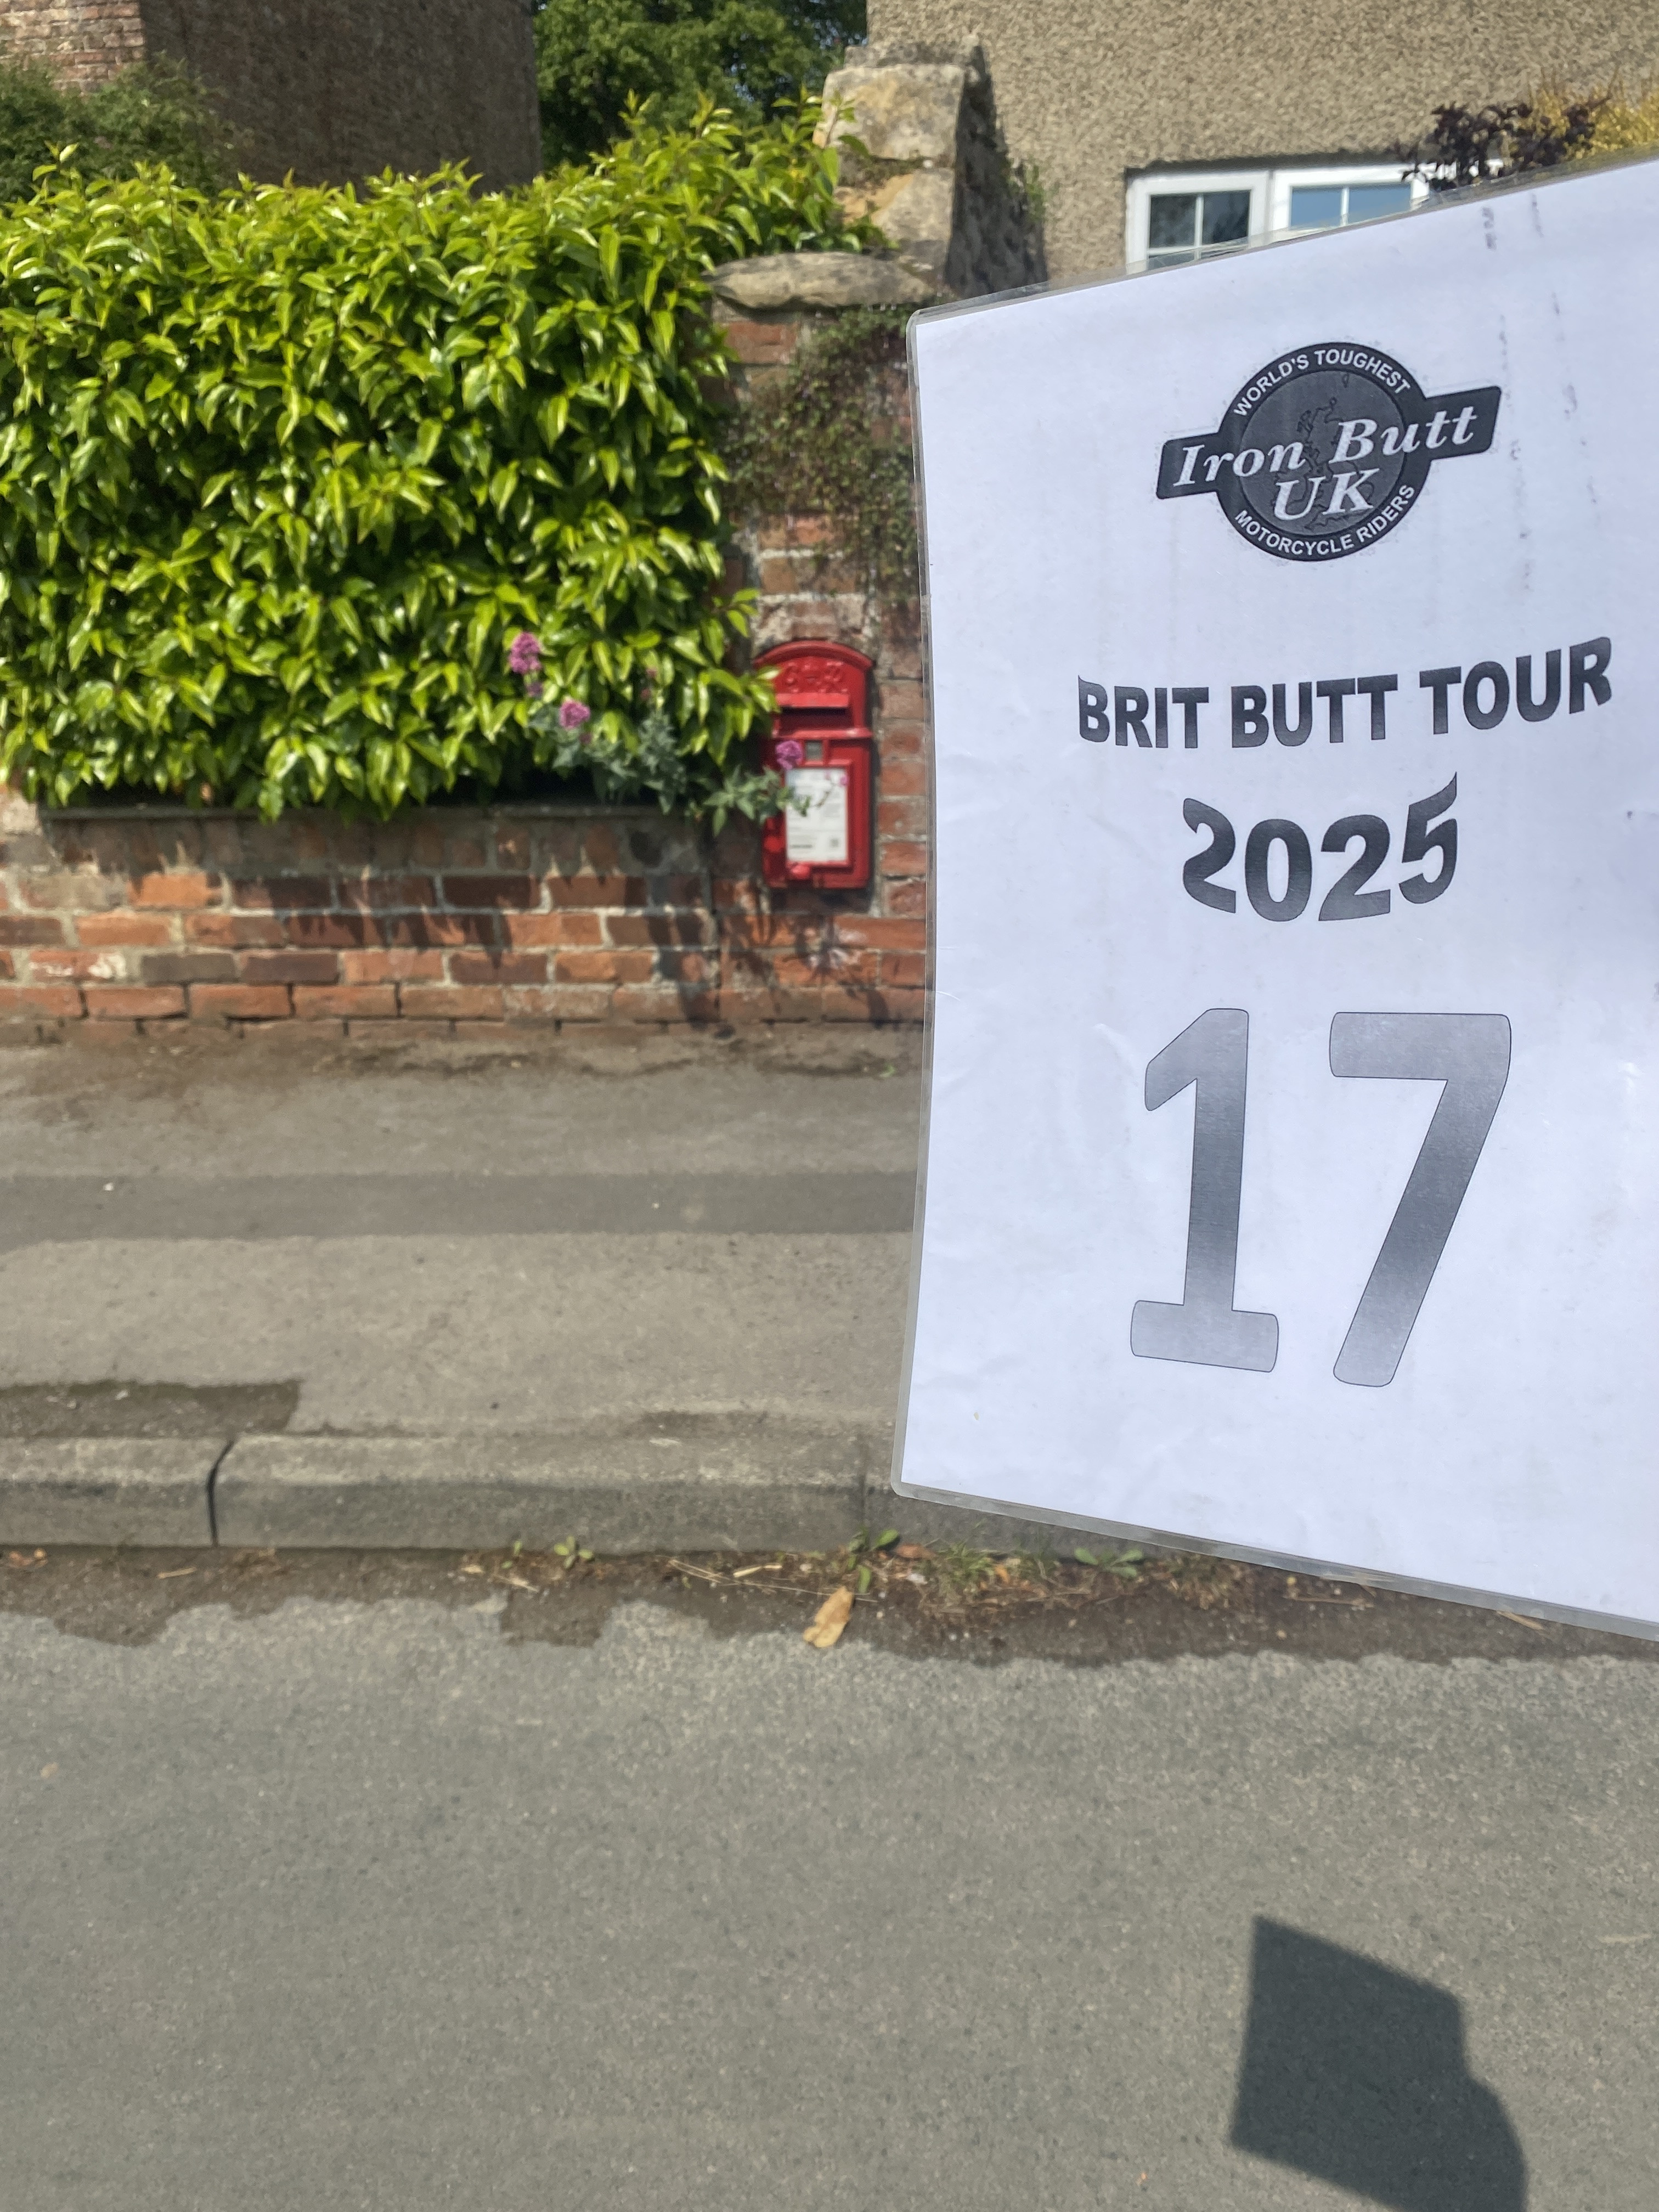 WORLD'S TOUGHEST
Iron Butt
UK
MOTORCYCLE RIDERS
BRIT BUTT TOUR
2025
17